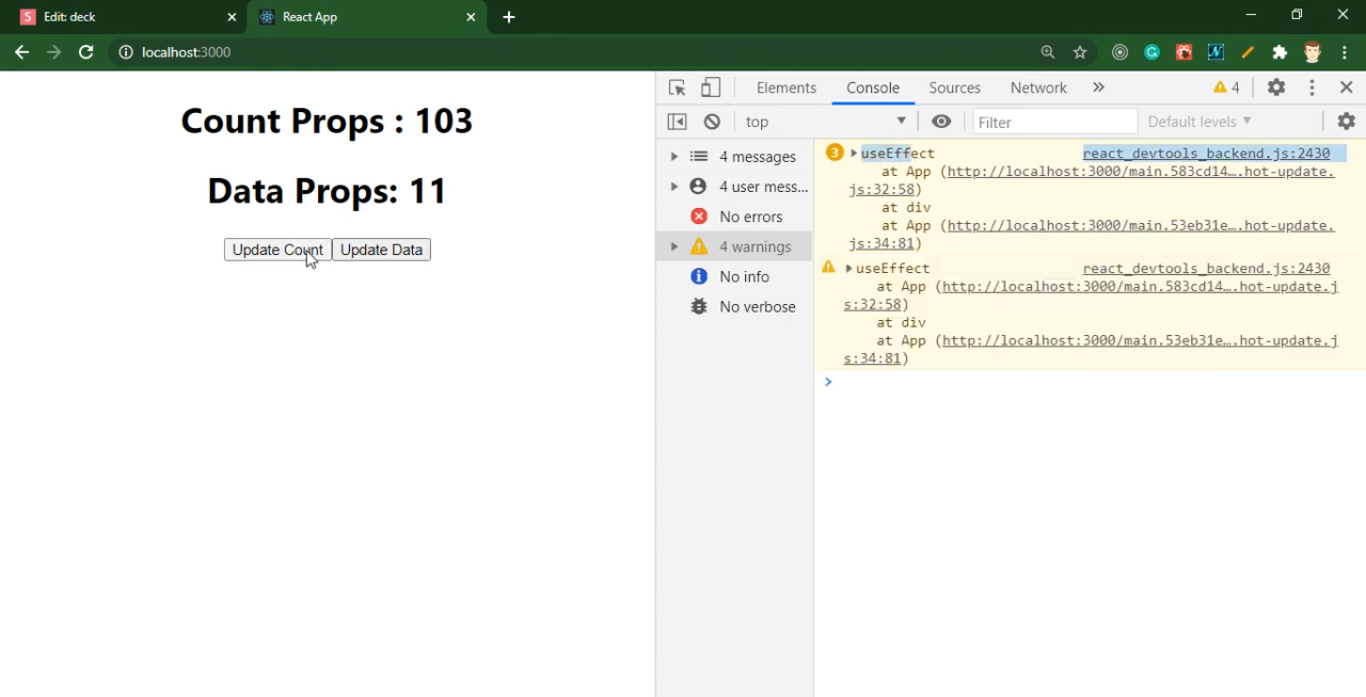 Edit: deck
React App
localhost:3000
Count Props : 103
Data Props: 11
Update Count
Update Data
Elements Console Sources Network » 4
top Filter Default levels
4 messages
4 user mess...
No errors
4 warnings
No info
No verbose
3 useEffect react_devtools_backend.js:2430
at App (http://localhost:3000/main.583cd14….hot-update.
js:32:58)
at div
at App (http://localhost:3000/main.53eb31e….hot-update.
js:34:81)
useEffect react_devtools_backend.js:2430
at App (http://localhost:3000/main.583cd14….hot-update.j
s:32:58)
at div
at App (http://localhost:3000/main.53eb31e….hot-update.j
s:34:81)